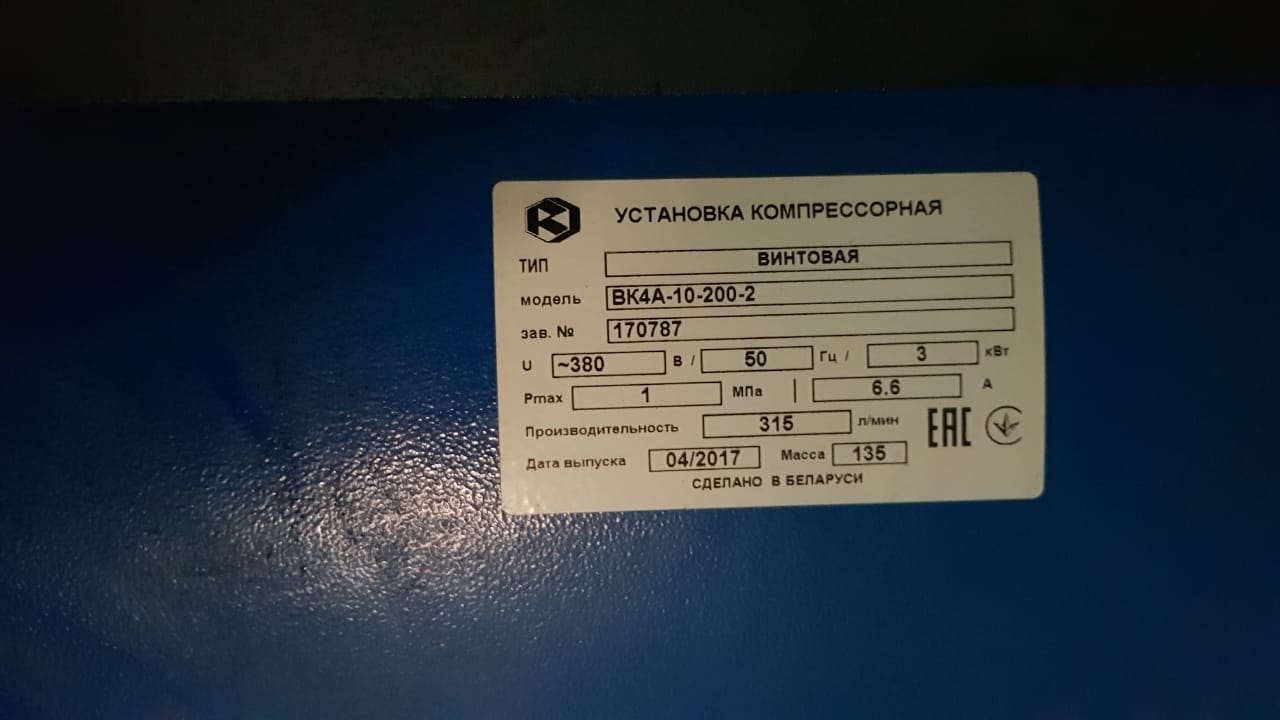 УСТАНОВКА КОМПРЕССОРНАЯ
ТИП ВИНТОВАЯ
модель ВК4А-10-200-2
зав. № 170787
U ~380 В / 50 Гц / 3 кВт
Pmax 1 МПа | 6.6 А
Производительность 315 л/мин
ЕАС
Дата выпуска 04/2017 Масса 135
СДЕЛАНО В БЕЛАРУСИ